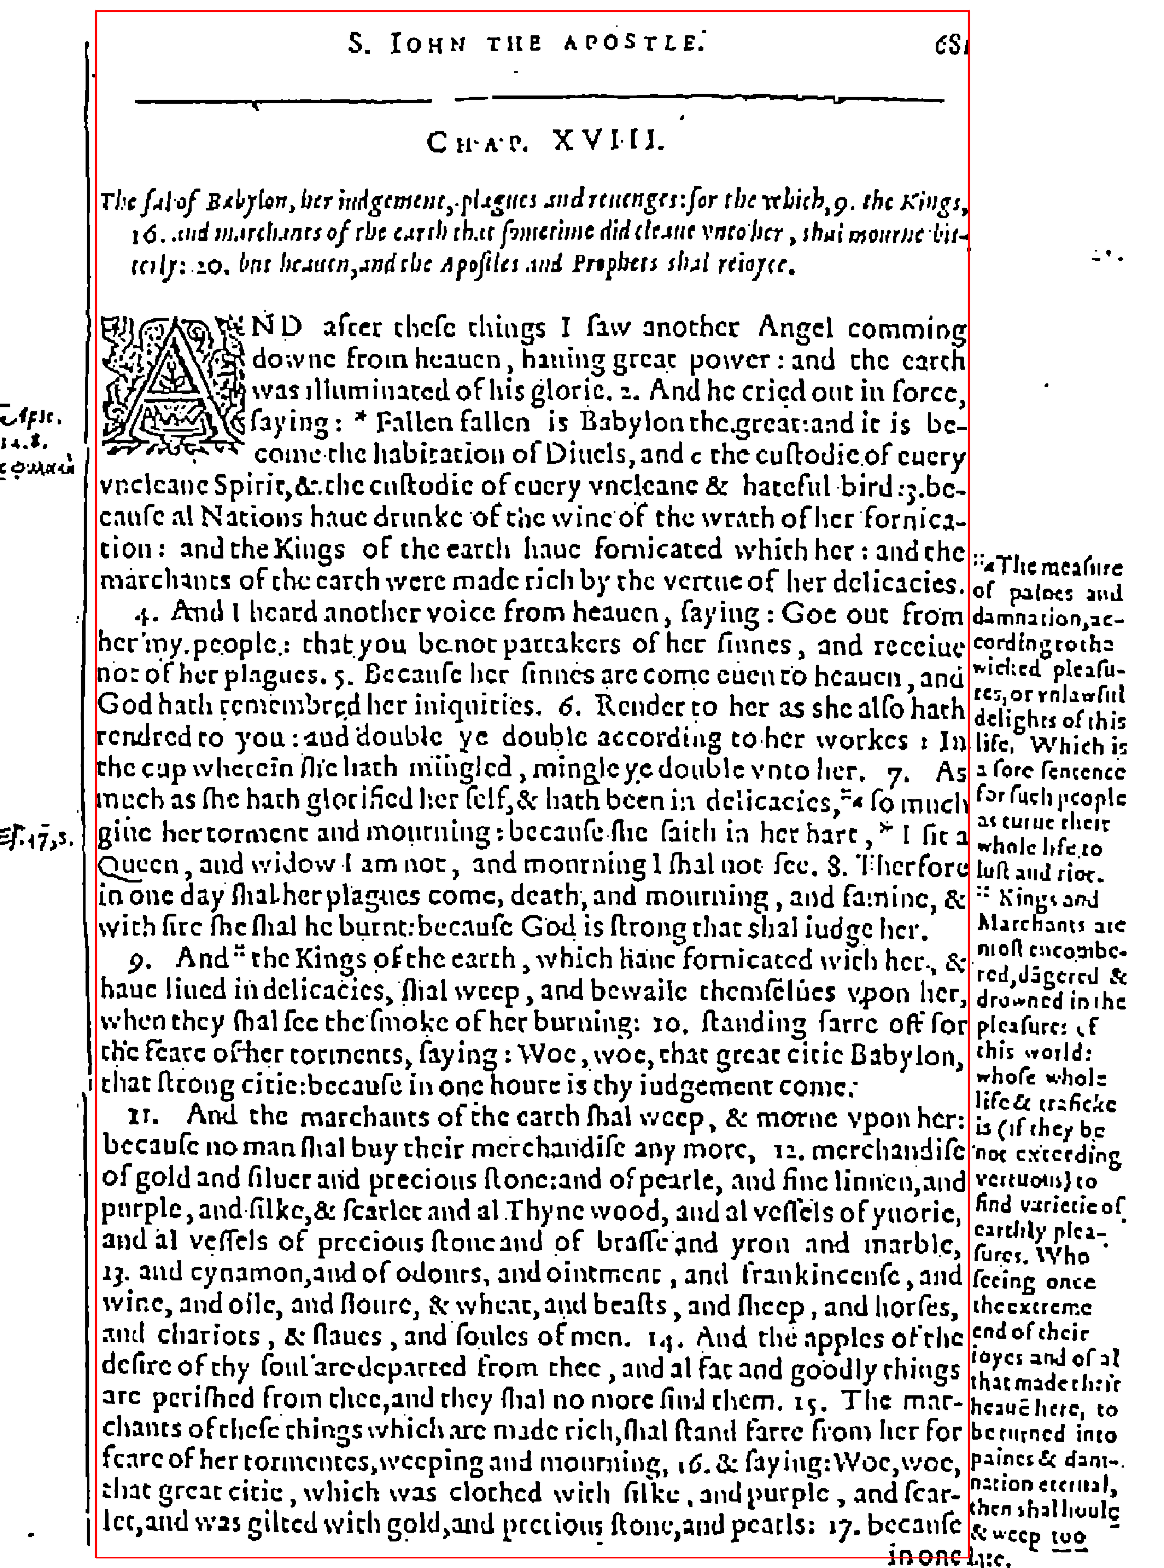 S. IOHN THE APOSTLE.
68
CHAP. XVIII.
The fal of Babylon, her iudgement, plagues and reuenges: for the which, 9. the Kings,
16. and marchants of the earth that sometime did cleaue vnto her, shal mourne bit-
terly: 20. but heauen, and the Apostles and Prophets shal reioyce.
AND after theſe things I ſaw another Angel comming
downe from heauen, hauing great power: and the earth
was illuminated of his glorie. 2. And he cried out in force,
ſaying: * Fallen fallen is Babylon the great: and it is be-
come the habitation of Diuels, and c the cuſtodie of euery
vncleane Spirit, & the cuſtodie of euery vncleane & hateful bird: 3. be-
cauſe al Nations haue drunke of the wine of the wrath of her fornica-
tion: and the Kings of the earth haue fornicated which her: and the
marchants of the earth were made rich by the vertue of her delicacies.
4. And I heard another voice from heauen, ſaying: Goe out from
her my people: that you be not partakers of her ſinnes, and receiue
not of her plagues. 5. Becauſe her ſinnes are come euen to heauen, and
God hath remembred her iniquities. 6. Render to her as she alſo hath
rendred to you: and double ye double according to her workes: In
the cup wherein ſhe hath mingled, mingle ye double vnto her. 7. As
much as ſhe hath glorified her ſelf, & hath been in delicacies, ſo much
giue her torment and mourning: becauſe ſhe ſaith in her hart, * I ſit a
Queen, and widow I am not, and mourning I ſhal not ſee. 8. Therfore
in one day ſhal her plagues come, death, and mourning, and famine, &
with fire ſhe ſhal be burnt: becauſe God is ſtrong that shal iudge her.
9. And :: the Kings of the earth, which haue fornicated with her, &
haue liued in delicacies, ſhal weep, and bewaile themſelues vpon her,
when they ſhal ſee the ſmoke of her burning: 10. ſtanding farre off for
the feare of her torments, ſaying: Woe, woe, that great citie Babylon,
that ſtrong citie: becauſe in one houre is thy iudgement come.
11. And the marchants of the earth ſhal weep, & morne vpon her:
becauſe no man ſhal buy their merchandiſe any more, 12. merchandiſe
of gold and ſiluer and precious ſtone: and of pearle, and fine linnen, and
purple, and ſilke, & ſcarlet and al Thyne wood, and al veſſels of yuorie,
and al veſſels of precious ſtone and of braſſe and yron and marble,
13. and cynamon, and of odours, and ointment, and frankincenſe, and
wine, and oile, and floure, & wheat, and beaſts, and ſheep, and horſes,
and chariots, & ſlaues, and ſoules of men. 14. And the apples of the
deſire of thy ſoul are departed from thee, and al fat and goodly things
are periſhed from thee, and they ſhal no more find them. 15. The mar-
chants of theſe things which are made rich, ſhal ſtand farre from her for
feare of her tormentes, weeping and mourning, 16. & ſaying: Woe, woe,
that great citie, which was clothed with ſilke, and purple, and ſcar-
let, and was gilted with gold, and precious ſtone, and pearls: 17. becauſe
in one
Apoc.
14.8.
Eſ. 47, 8.
:: The meaſure
of paines and
damnation, ac-
cording to the
wicked pleaſu-
res, or vnlawful
delights of this
life. Which is
a ſore ſentence
for ſuch people
as turne their
whole life to
luſt and riot.
:: Kings and
Marchants are
moſt encombe-
red, dāgered &
drowned in the
pleaſures of
this world:
whoſe whole
life & trafficke
is (if they be
not exceeding
vertuous) to
find varietie of
earthly plea-
ſures. Who
ſeeing once
the extreme
end of their
ioyes and of al
that made their
heauē here, to
be turned into
paines & dam-
nation eternal,
then shal houle
& weep too
late.